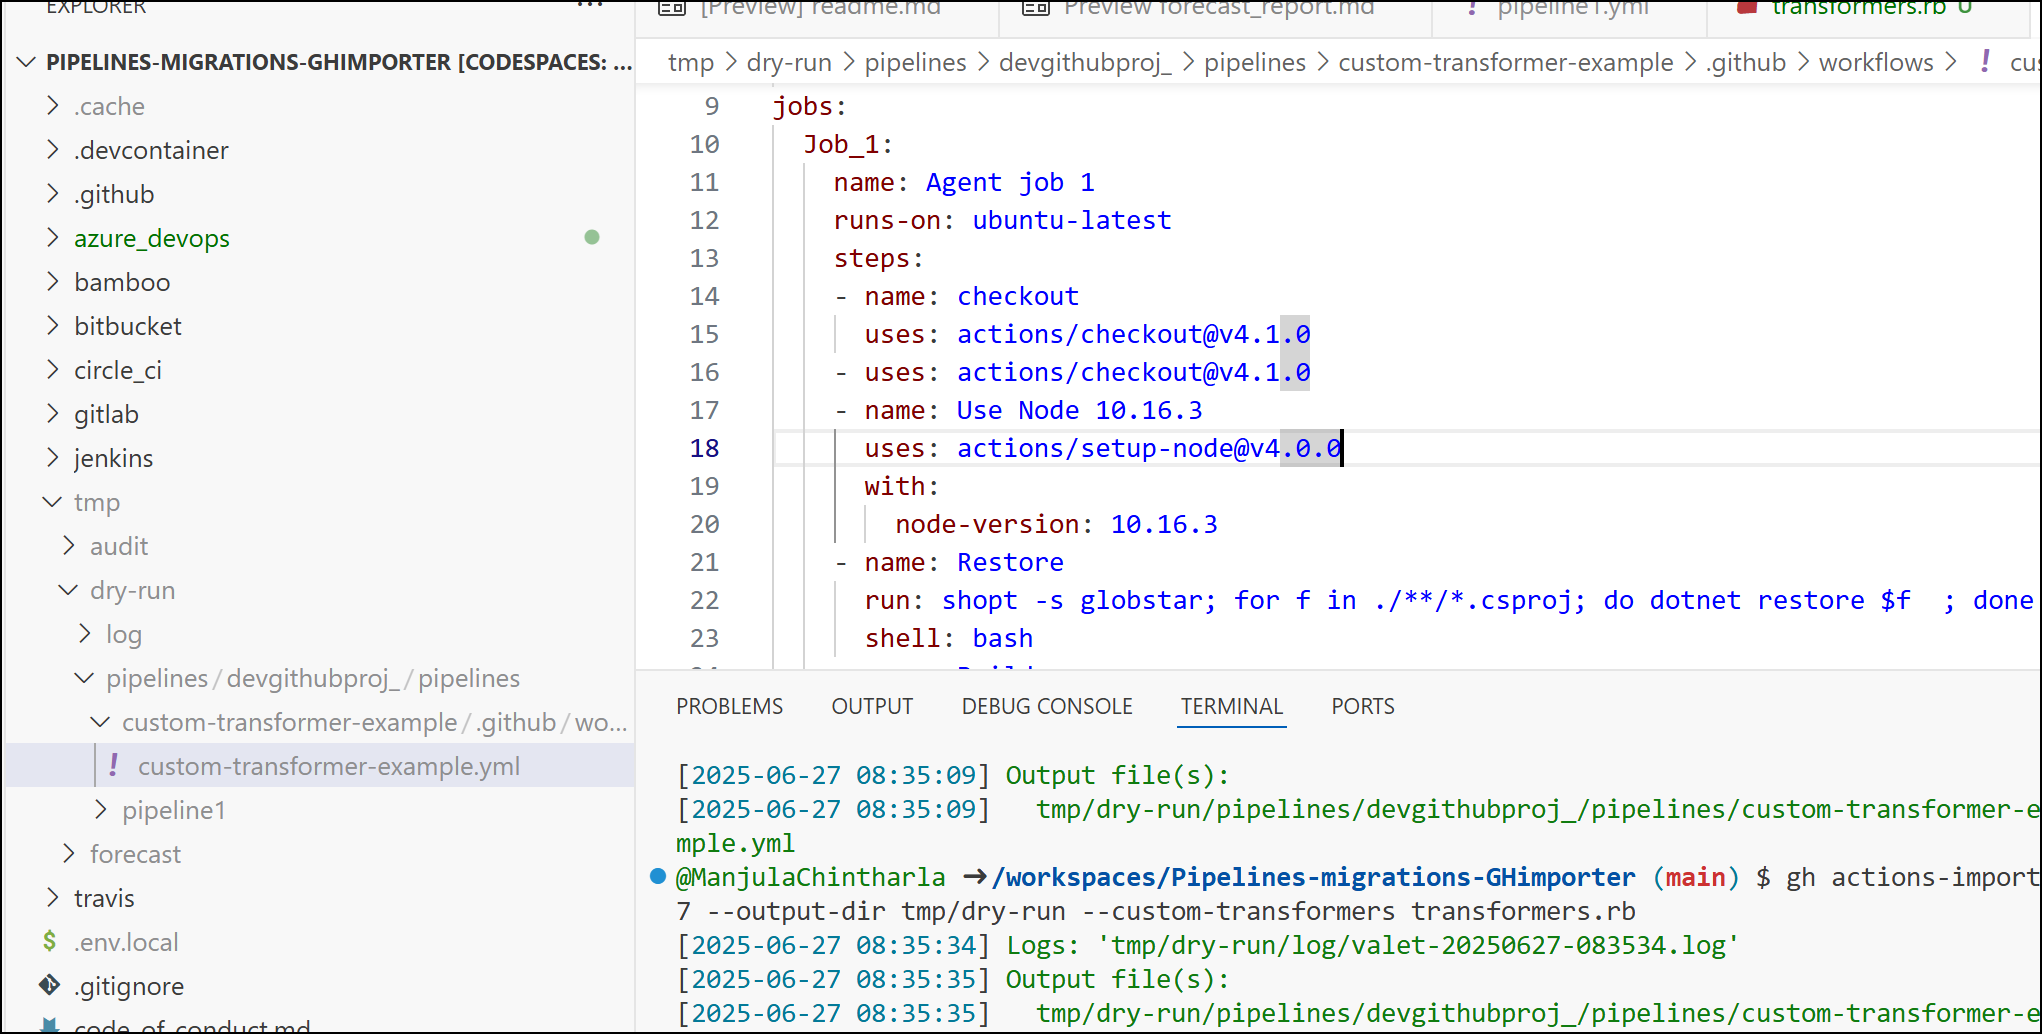 EXPLORER
...
PIPELINES-MIGRATIONS-GHIMPORTER [CODESPACES: ...
.cache
.devcontainer
.github
azure_devops
bamboo
bitbucket
circle_ci
gitlab
jenkins
tmp
audit
dry-run
log
pipelines/devgithubproj_/pipelines
custom-transformer-example/.github/wo...
! custom-transformer-example.yml
pipeline1
forecast
travis
$ .env.local
.gitignore
code_of_conduct.md
[Preview] readme.md
Preview forecast_report.md
! pipeline1.yml
transformers.rb U
tmp > dry-run > pipelines > devgithubproj_ > pipelines > custom-transformer-example > .github > workflows > ! cus
9 jobs:
10 Job_1:
11 name: Agent job 1
12 runs-on: ubuntu-latest
13 steps:
14 - name: checkout
15 uses: actions/checkout@v4.1.0
16 - uses: actions/checkout@v4.1.0
17 - name: Use Node 10.16.3
18 uses: actions/setup-node@v4.0.0
19 with:
20 node-version: 10.16.3
21 - name: Restore
22 run: shopt -s globstar; for f in ./**/*.csproj; do dotnet restore $f  ; done
23 shell: bash
PROBLEMS
OUTPUT
DEBUG CONSOLE
TERMINAL
PORTS
[2025-06-27 08:35:09] Output file(s):
[2025-06-27 08:35:09]   tmp/dry-run/pipelines/devgithubproj_/pipelines/custom-transformer-e
mple.yml
@ManjulaChintharla ➜/workspaces/Pipelines-migrations-GHimporter (main) $ gh actions-import
7 --output-dir tmp/dry-run --custom-transformers transformers.rb
[2025-06-27 08:35:34] Logs: 'tmp/dry-run/log/valet-20250627-083534.log'
[2025-06-27 08:35:35] Output file(s):
[2025-06-27 08:35:35]   tmp/dry-run/pipelines/devgithubproj_/pipelines/custom-transformer-e